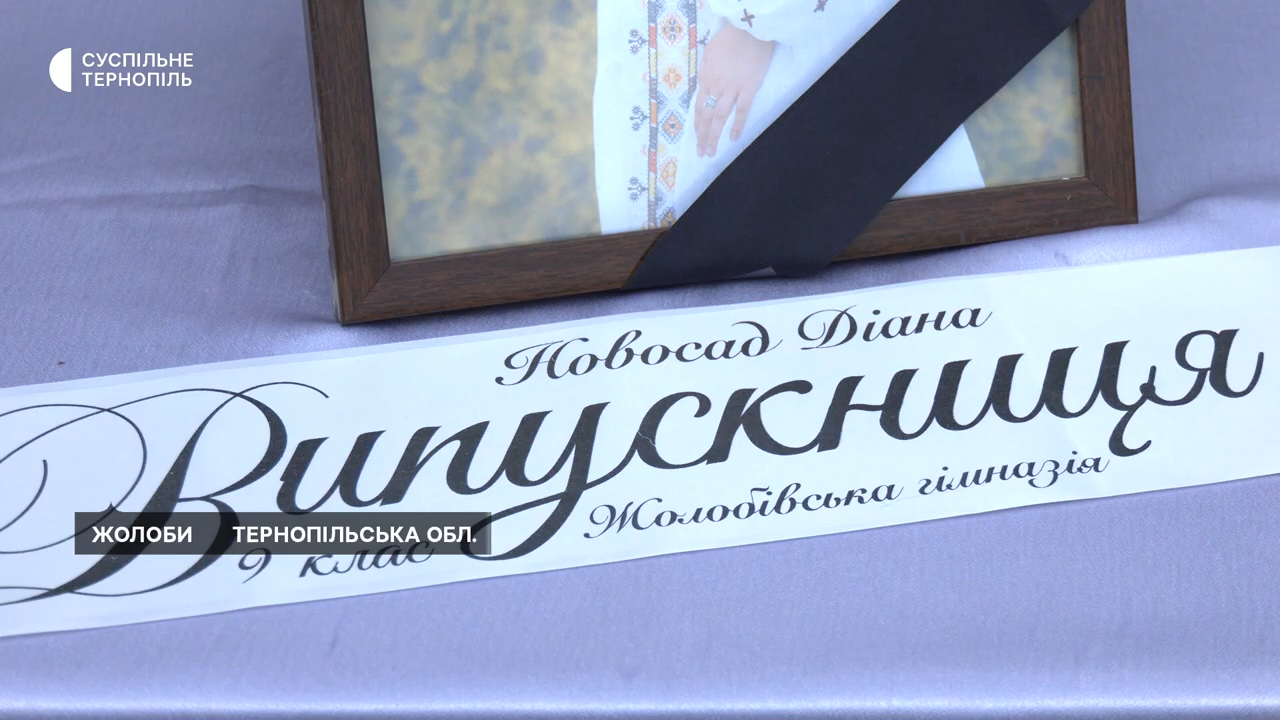 СУСПІЛЬНЕ
ТЕРНОПІЛЬ
Новосад Діана
Випускниця
Жолобівська гімназія
9 клас
ЖОЛОБИ ТЕРНОПІЛЬСЬКА ОБЛ.